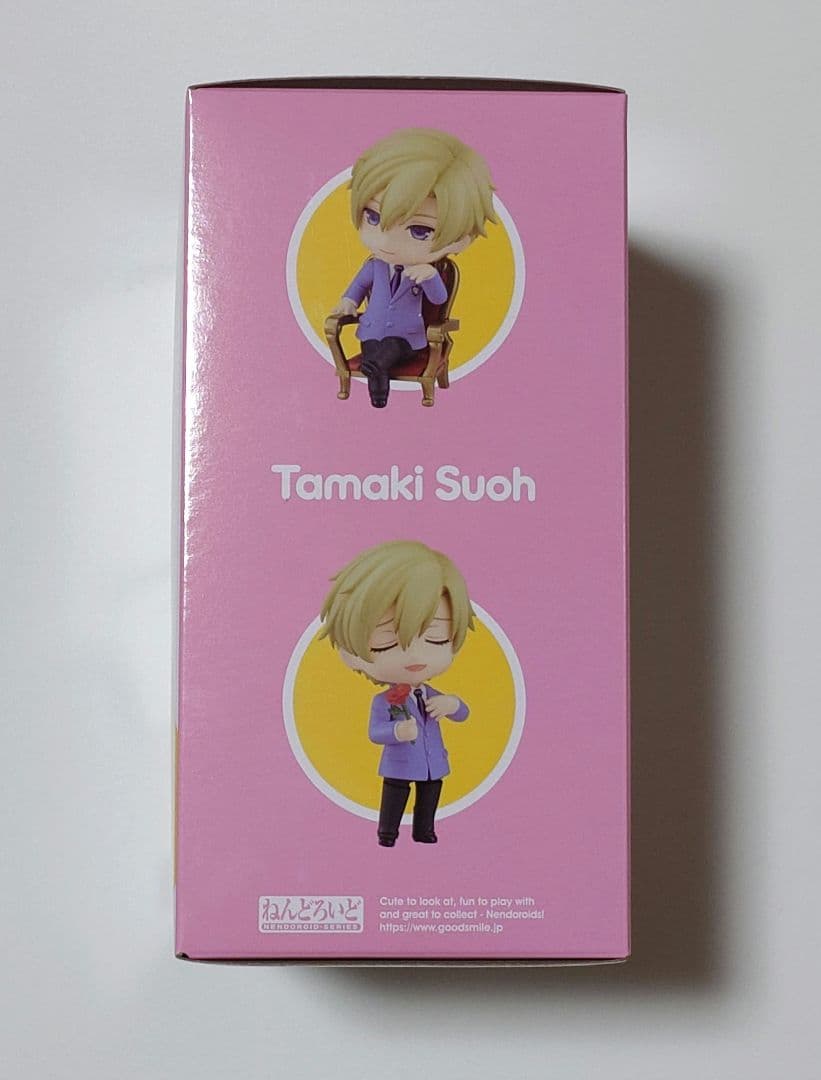 Tamaki Suoh
ねんどろいど
NENDOROID-SERIES
Cute to look at, fun to play with
and great to collect - Nendoroids!
https://www.goodsmile.jp